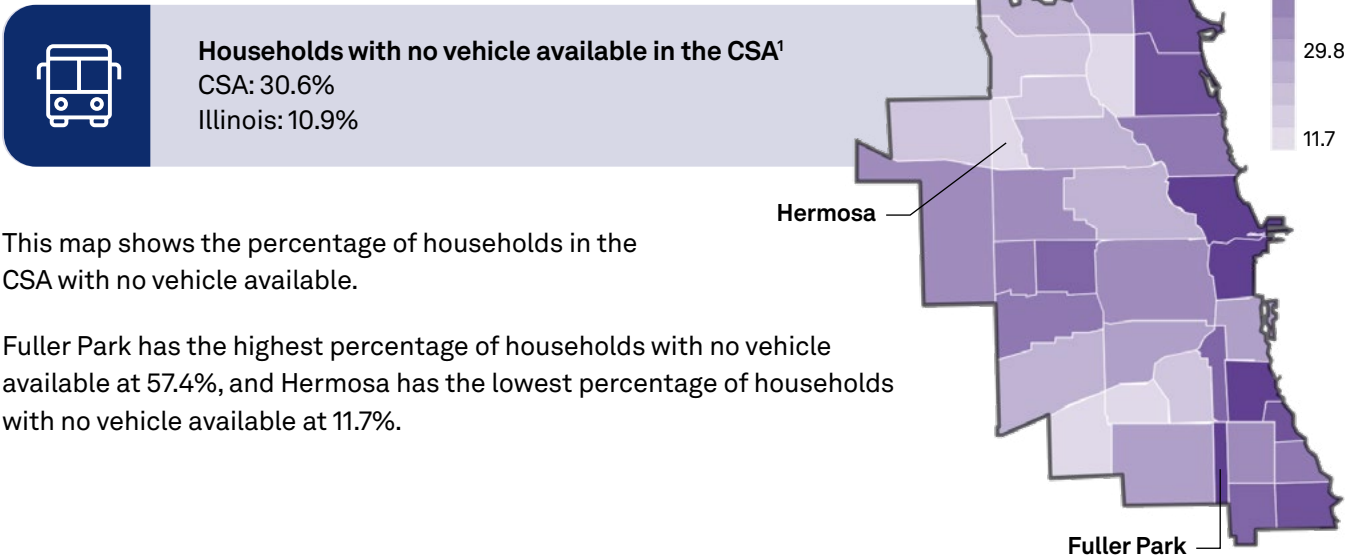 Households with no vehicle available in the CSA¹
CSA: 30.6%
Illinois: 10.9%
29.8
11.7
Hermosa
This map shows the percentage of households in the
CSA with no vehicle available.
Fuller Park has the highest percentage of households with no vehicle
available at 57.4%, and Hermosa has the lowest percentage of households
with no vehicle available at 11.7%.
Fuller Park